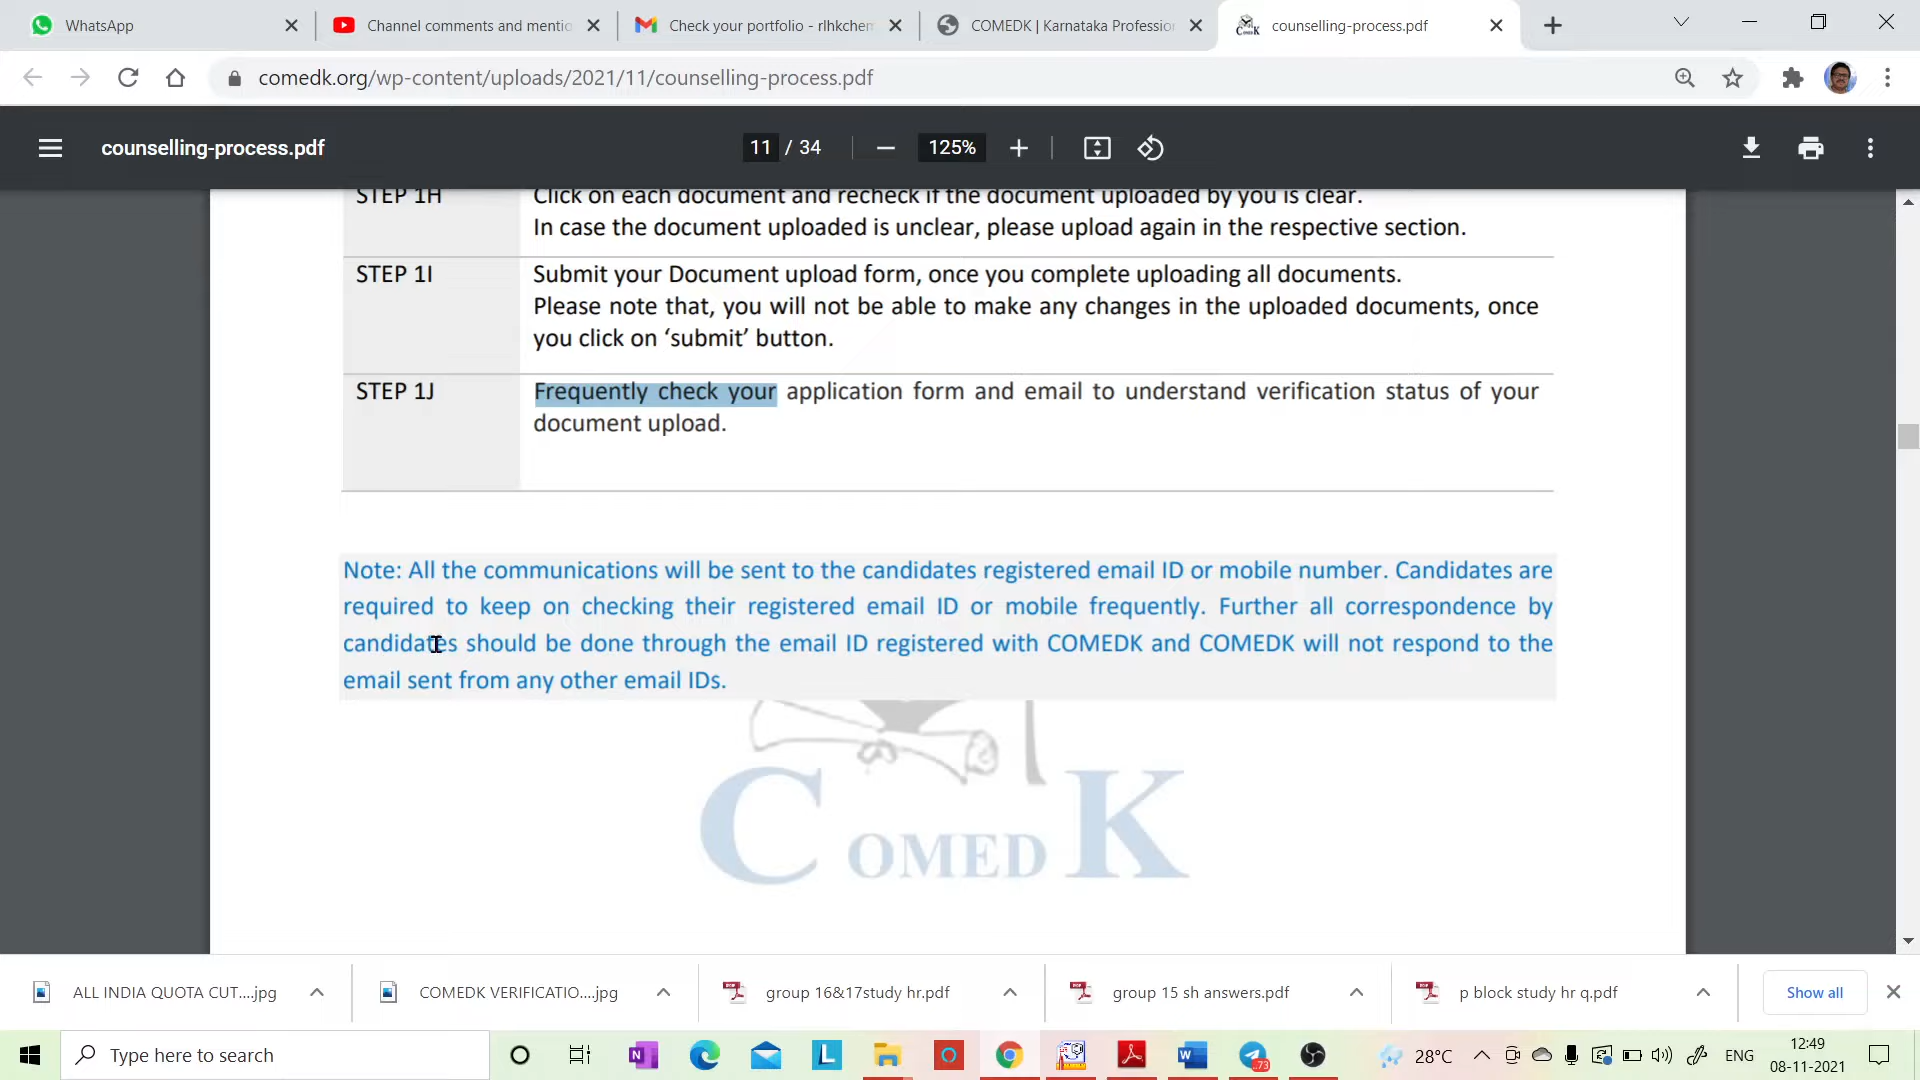 WhatsApp
Channel comments and mentio
Check your portfolio - rlhkchem
COMEDK | Karnataka Profession
counselling-process.pdf
comedk.org/wp-content/uploads/2021/11/counselling-process.pdf
counselling-process.pdf
11 / 34
125%
STEP 1H
Click on each document and recheck if the document uploaded by you is clear.
In case the document uploaded is unclear, please upload again in the respective section.
STEP 1I
Submit your Document upload form, once you complete uploading all documents.
Please note that, you will not be able to make any changes in the uploaded documents, once
you click on ‘submit’ button.
STEP 1J
Frequently check your application form and email to understand verification status of your
document upload.
Note: All the communications will be sent to the candidates registered email ID or mobile number. Candidates are
required to keep on checking their registered email ID or mobile frequently. Further all correspondence by
candidates should be done through the email ID registered with COMEDK and COMEDK will not respond to the
email sent from any other email IDs.
COMEDK
ALL INDIA QUOTA CUT....jpg
COMEDK VERIFICATIO....jpg
group 16&17study hr.pdf
group 15 sh answers.pdf
p block study hr q.pdf
Show all
Type here to search
28°C
ENG
12:49
08-11-2021